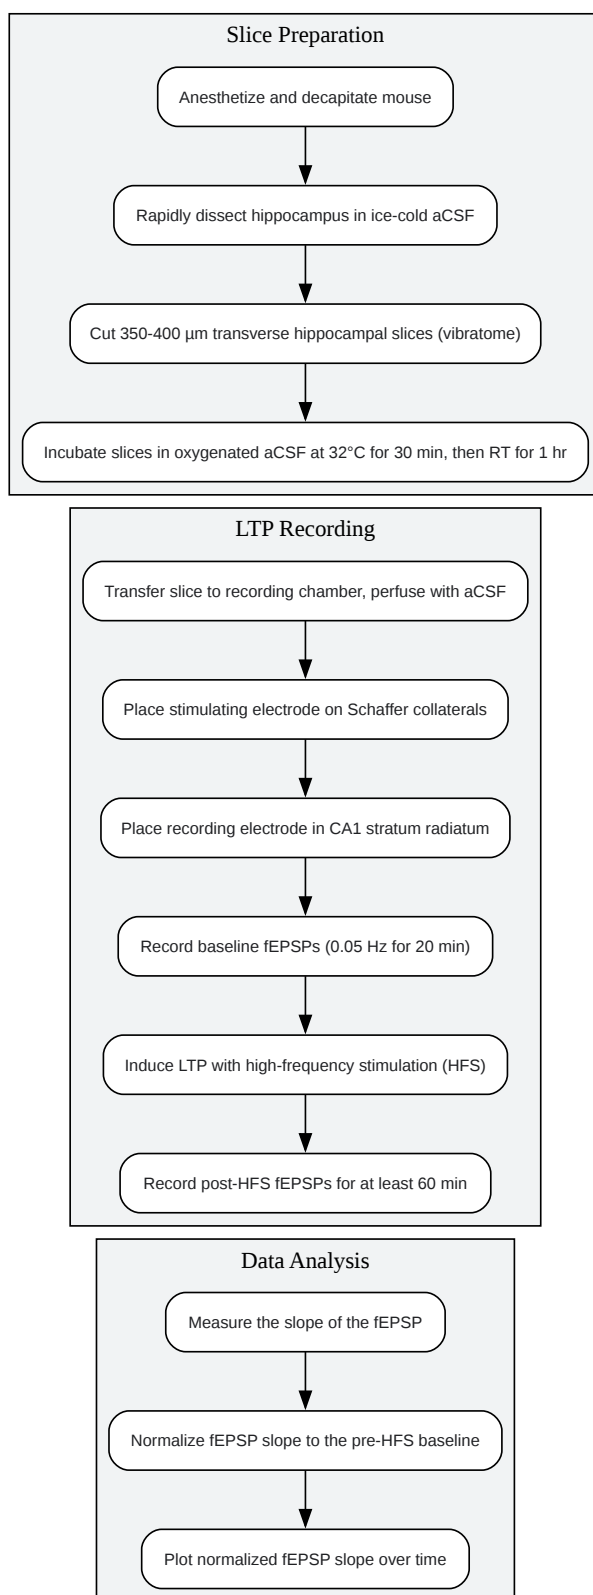 Slice Preparation
Anesthetize and decapitate mouse
Rapidly dissect hippocampus in ice-cold aCSF
Cut 350-400 µm transverse hippocampal slices (vibratome)
Incubate slices in oxygenated aCSF at 32°C for 30 min, then RT for 1 hr
LTP Recording
Transfer slice to recording chamber, perfuse with aCSF
Place stimulating electrode on Schaffer collaterals
Place recording electrode in CA1 stratum radiatum
Record baseline fEPSPs (0.05 Hz for 20 min)
Induce LTP with high-frequency stimulation (HFS)
Record post-HFS fEPSPs for at least 60 min
Data Analysis
Measure the slope of the fEPSP
Normalize fEPSP slope to the pre-HFS baseline
Plot normalized fEPSP slope over time